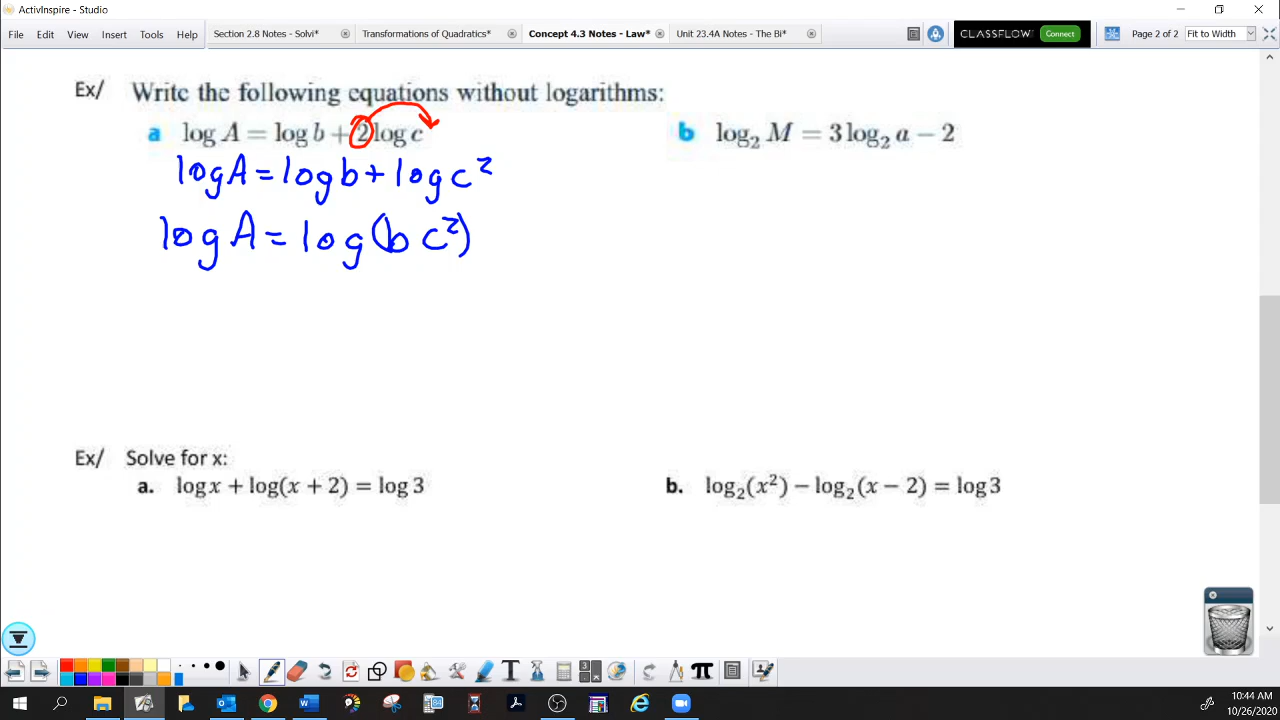 ActivInspire - Studio
File Edit View Insert Tools Help
Section 2.8 Notes - Solvi*
Transformations of Quadratics*
Concept 4.3 Notes - Law*
Unit 23.4A Notes - The Bi*
CLASSFLOW Connect
Page 2 of 2
Fit to Width
Ex/ Write the following equations without logarithms:
a log A = log b + 2 log c
b log₂ M = 3 log₂ a − 2
log A = log b + log c²
log A = log (b c²)
Ex/ Solve for x:
a. log x + log(x + 2) = log 3
b. log₂(x²) − log₂(x − 2) = log 3
10:44 AM
10/26/2020